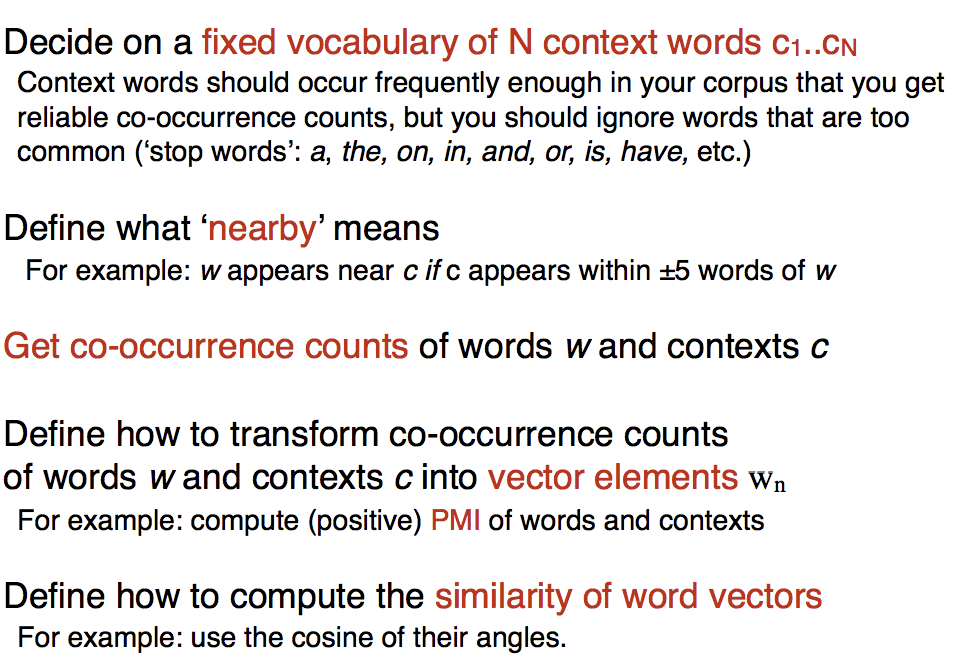 Decide on a fixed vocabulary of N context words c1..cN
Context words should occur frequently enough in your corpus that you get
reliable co-occurrence counts, but you should ignore words that are too
common (‘stop words’: a, the, on, in, and, or, is, have, etc.)
Define what ‘nearby’ means
For example: w appears near c if c appears within ±5 words of w
Get co-occurrence counts of words w and contexts c
Define how to transform co-occurrence counts
of words w and contexts c into vector elements wn
For example: compute (positive) PMI of words and contexts
Define how to compute the similarity of word vectors
For example: use the cosine of their angles.